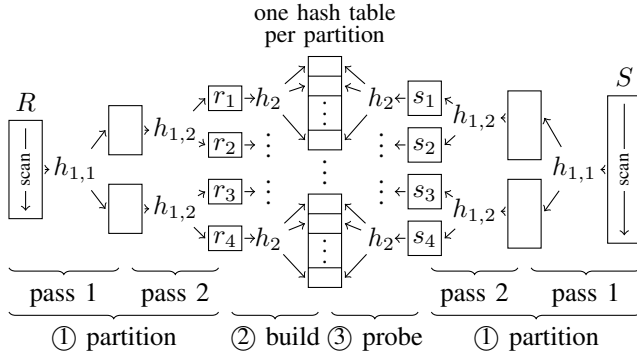 one hash table
per partition
R
S
scan
h1,1
h1,2
h1,2
r1
r2
r3
r4
h2
⋮
⋮
h2
⋮
⋮
⋮
h2
⋮
⋮
h2
s1
s2
s3
s4
h1,2
h1,2
h1,1
scan
pass 1
pass 2
pass 2
pass 1
① partition
② build
③ probe
① partition